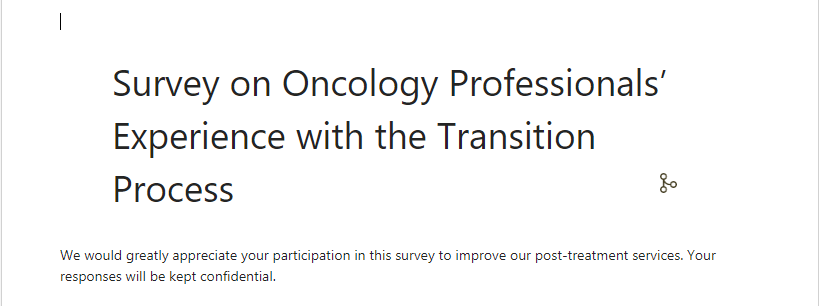 Survey on Oncology Professionals’
Experience with the Transition
Process
We would greatly appreciate your participation in this survey to improve our post-treatment services. Your
responses will be kept confidential.